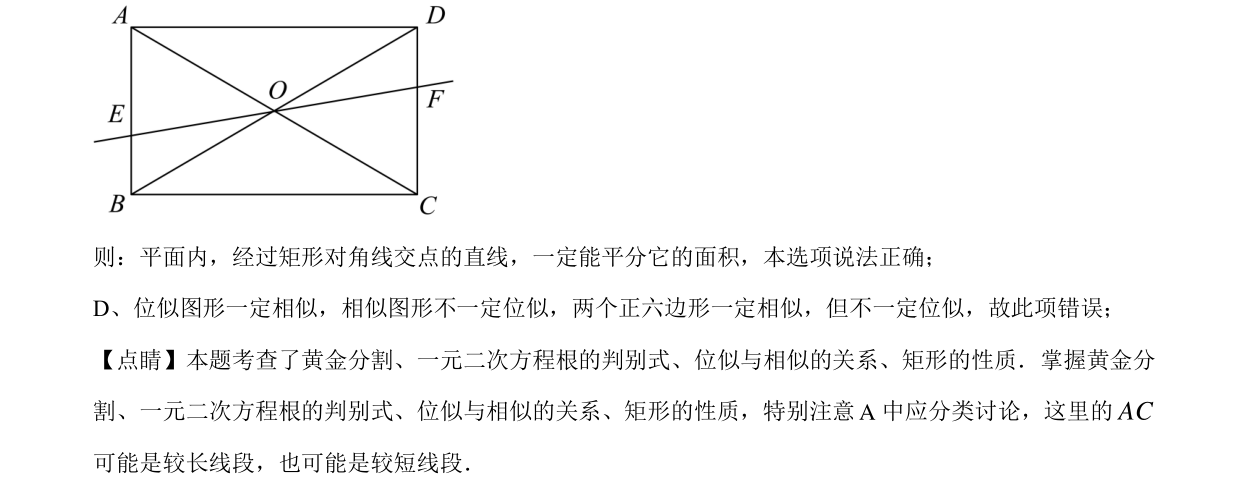 A D
O
E F
B C
则：平面内，经过矩形对角线交点的直线，一定能平分它的面积，本选项说法正确；
D、位似图形一定相似，相似图形不一定位似，两个正六边形一定相似，但不一定位似，故此项错误；
【点睛】本题考查了黄金分割、一元二次方程根的判别式、位似与相似的关系、矩形的性质．掌握黄金分
割、一元二次方程根的判别式、位似与相似的关系、矩形的性质，特别注意 A 中应分类讨论，这里的 AC
可能是较长线段，也可能是较短线段．